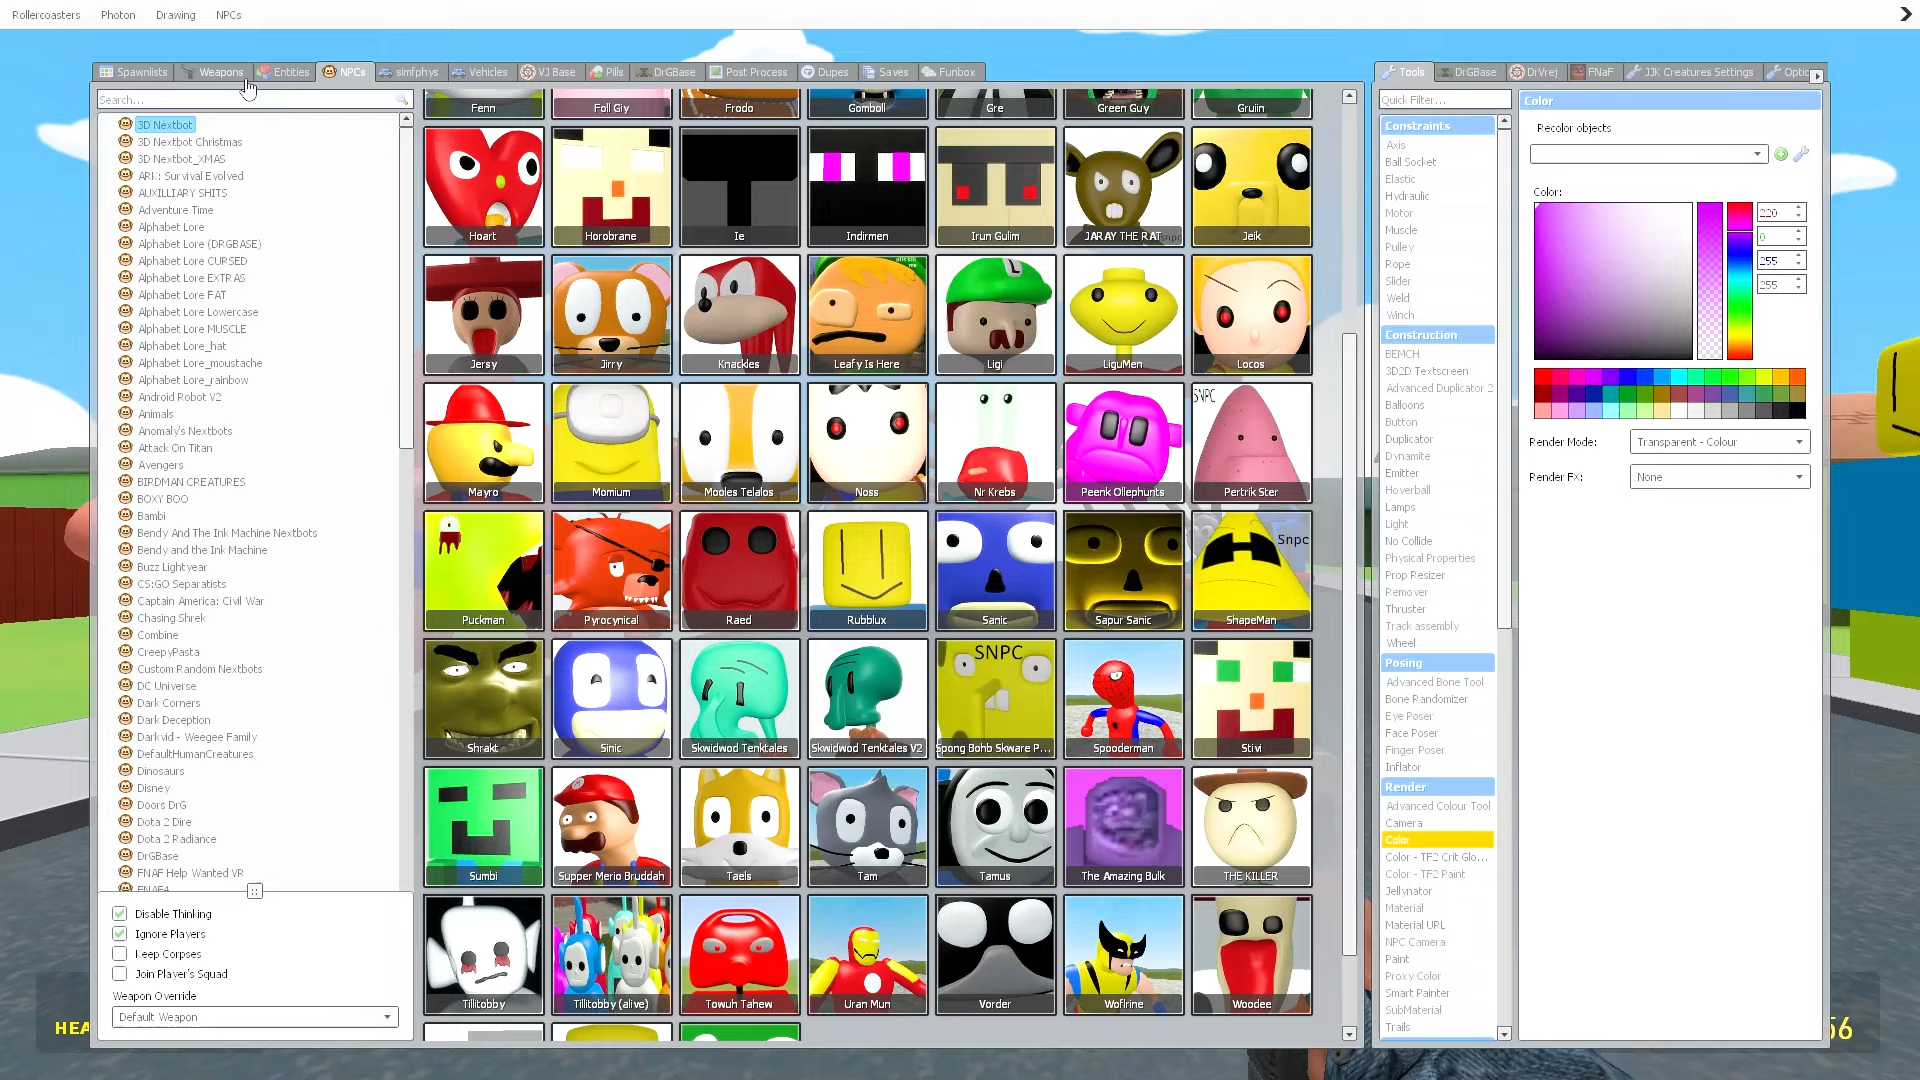 Rollercoasters Photon Drawing NPCs
Spawnlists Weapons Entities NPCs simfphys Vehicles VJ Base Pills DrGBase Post Process Dupes Saves Funbox
Search...
3D Nextbot
3D Nextbot Christmas
3D Nextbot_XMAS
ARK: Survival Evolved
AUXILLIARY SHITS
Adventure Time
Alphabet Lore
Alphabet Lore (DRGBASE)
Alphabet Lore CURSED
Alphabet Lore EXTRAS
Alphabet Lore FAT
Alphabet Lore Lowercase
Alphabet Lore MUSCLE
Alphabet Lore_hat
Alphabet Lore_moustache
Alphabet Lore_rainbow
Android Robot V2
Animals
Anomaly's Nextbots
Attack On Titan
Avengers
BIRDMAN CREATURES
BOXY BOO
Bambi
Bendy And The Ink Machine Nextbots
Bendy and the Ink Machine
Buzz Lightyear
CS:GO Separatists
Captain America: Civil War
Chasing Shrek
Combine
CreepyPasta
Custom Random Nextbots
DC Universe
Dark Corners
Dark Deception
Darkvid - Weegee Family
DefaultHumanCreatures
Dinosaurs
Disney
Doors DrG
Dota 2 Dire
Dota 2 Radiance
DrGBase
FNAF Help Wanted VR
FNAF4
Disable Thinking
Ignore Players
Keep Corpses
Join Player's Squad
Weapon Override
Default Weapon
HEA
Fenn Foll Giy Frodo Gomboll Gre Green Guy Gruiin
Hoart Horobrane Ie Indirmen Irun Gulim JARAY THE RAT snpc Jeik
L
Jersy Jirry Knackles Leafy Is Here Ligi LiguMen Locos
SNPC
Mayro Momium Mooles Telalos Noss Nr Krebs Peenk Ollephunts Pertrik Ster
Snpc
Puckman Pyrocynical Raed Rubblux Sanic Sapur Sanic ShapeMan
SNPC
Shrakt Sinic Skwidwod Tenktales Skwidwod Tenktales V2 Spong Bohb Skware P... Spooderman Stivi
Sumbi Supper Merio Bruddah Taels Tam Tamus The Amazing Bulk THE KILLER
Tillitobby Tillitobby (alive) Towuh Tahew Uran Mun Vorder Woflrine Woodee
Tools DrGBase DrVrej FNaF JJK Creatures Settings Optio
Quick Filter...
Constraints
Axis
Ball Socket
Elastic
Hydraulic
Motor
Muscle
Pulley
Rope
Slider
Weld
Winch
Construction
BEMCH
3D2D Textscreen
Advanced Duplicator 2
Balloons
Button
Duplicator
Dynamite
Emitter
Hoverball
Lamps
Light
No Collide
Physical Properties
Prop Resizer
Remover
Thruster
Track assembly
Wheel
Posing
Advanced Bone Tool
Bone Randomizer
Eye Poser
Face Poser
Finger Poser
Inflator
Render
Advanced Colour Tool
Camera
Color
Color - TF2 Crit Glo...
Color - TF2 Paint
Jellynator
Material
Material URL
NPC Camera
Paint
Proxy Color
Smart Painter
SubMaterial
Trails
Color
Recolor objects
Color:
220
0
255
255
Render Mode: Transparent - Colour
Render FX: None
56